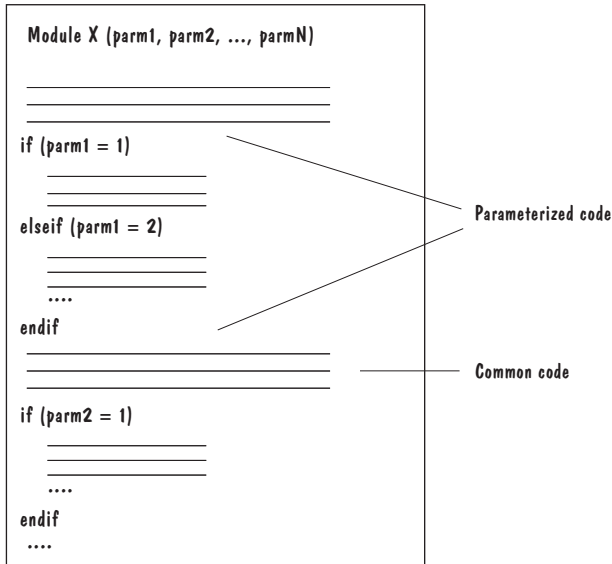 Module X (parm1, parm2, ..., parmN)
if (parm1 = 1)
elseif (parm1 = 2)
Parameterized code
....
endif
Common code
if (parm2 = 1)
....
endif
....